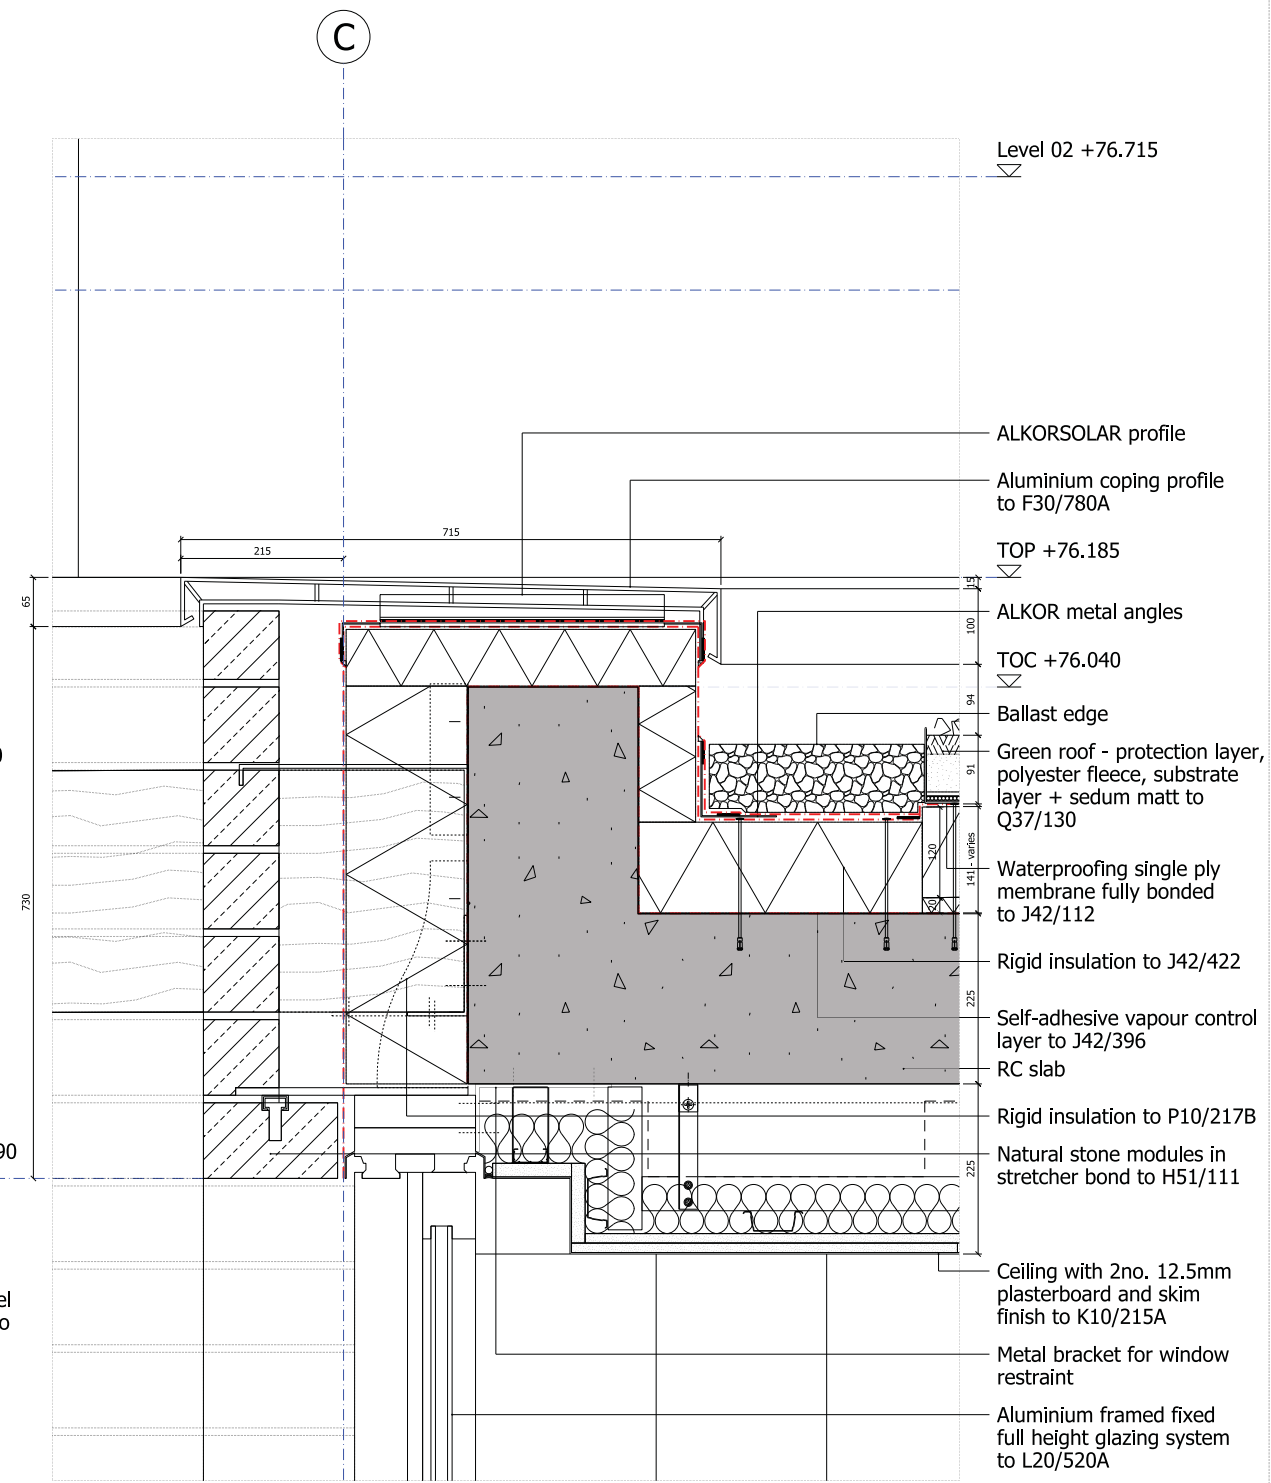 C
Level 02 +76.715
ALKORSOLAR profile
Aluminium coping profile
to F30/780A
715
215
TOP +76.185
15
65
ALKOR metal angles
100
TOC +76.040
94
Ballast edge
Green roof - protection layer,
polyester fleece, substrate
layer + sedum matt to
Q37/130
91
120
141 - varies
20
Waterproofing single ply
membrane fully bonded
to J42/112
730
Rigid insulation to J42/422
225
Self-adhesive vapour control
layer to J42/396
RC slab
Rigid insulation to P10/217B
90
Natural stone modules in
stretcher bond to H51/111
225
Ceiling with 2no. 12.5mm
plasterboard and skim
finish to K10/215A
el
o
Metal bracket for window
restraint
Aluminium framed fixed
full height glazing system
to L20/520A